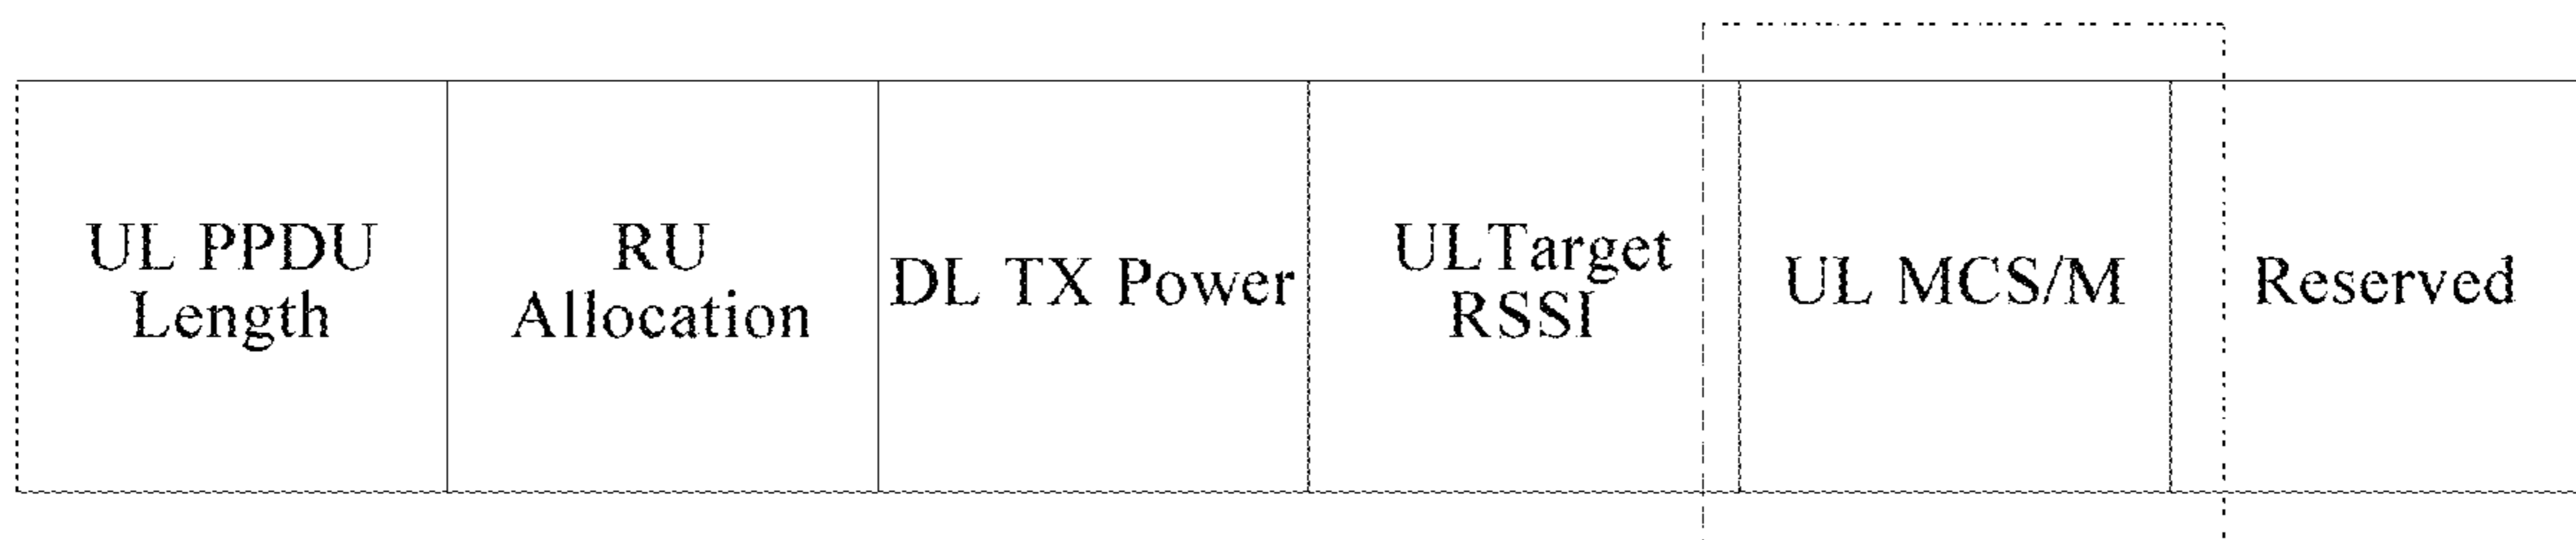 UL PPDU
Length
RU
Allocation
DL TX Power
ULTarget
RSSI
UL MCS/M
Reserved